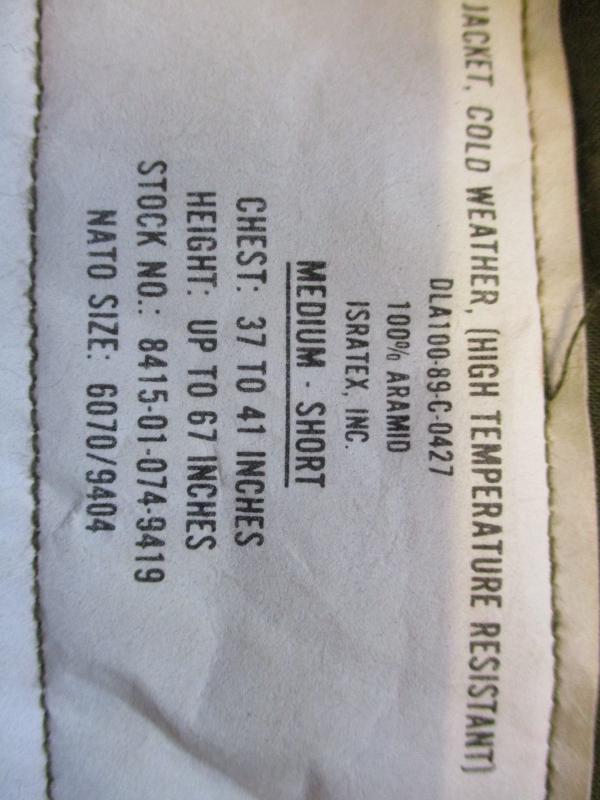 JACKET, COLD WEATHER, (HIGH TEMPERATURE RESISTANT)
DLA100-89-C-0427
100% ARAMID
ISRATEX, INC.
MEDIUM - SHORT
CHEST: 37 TO 41 INCHES
HEIGHT: UP TO 67 INCHES
STOCK NO.: 8415-01-074-9419
NATO SIZE: 6070/9404